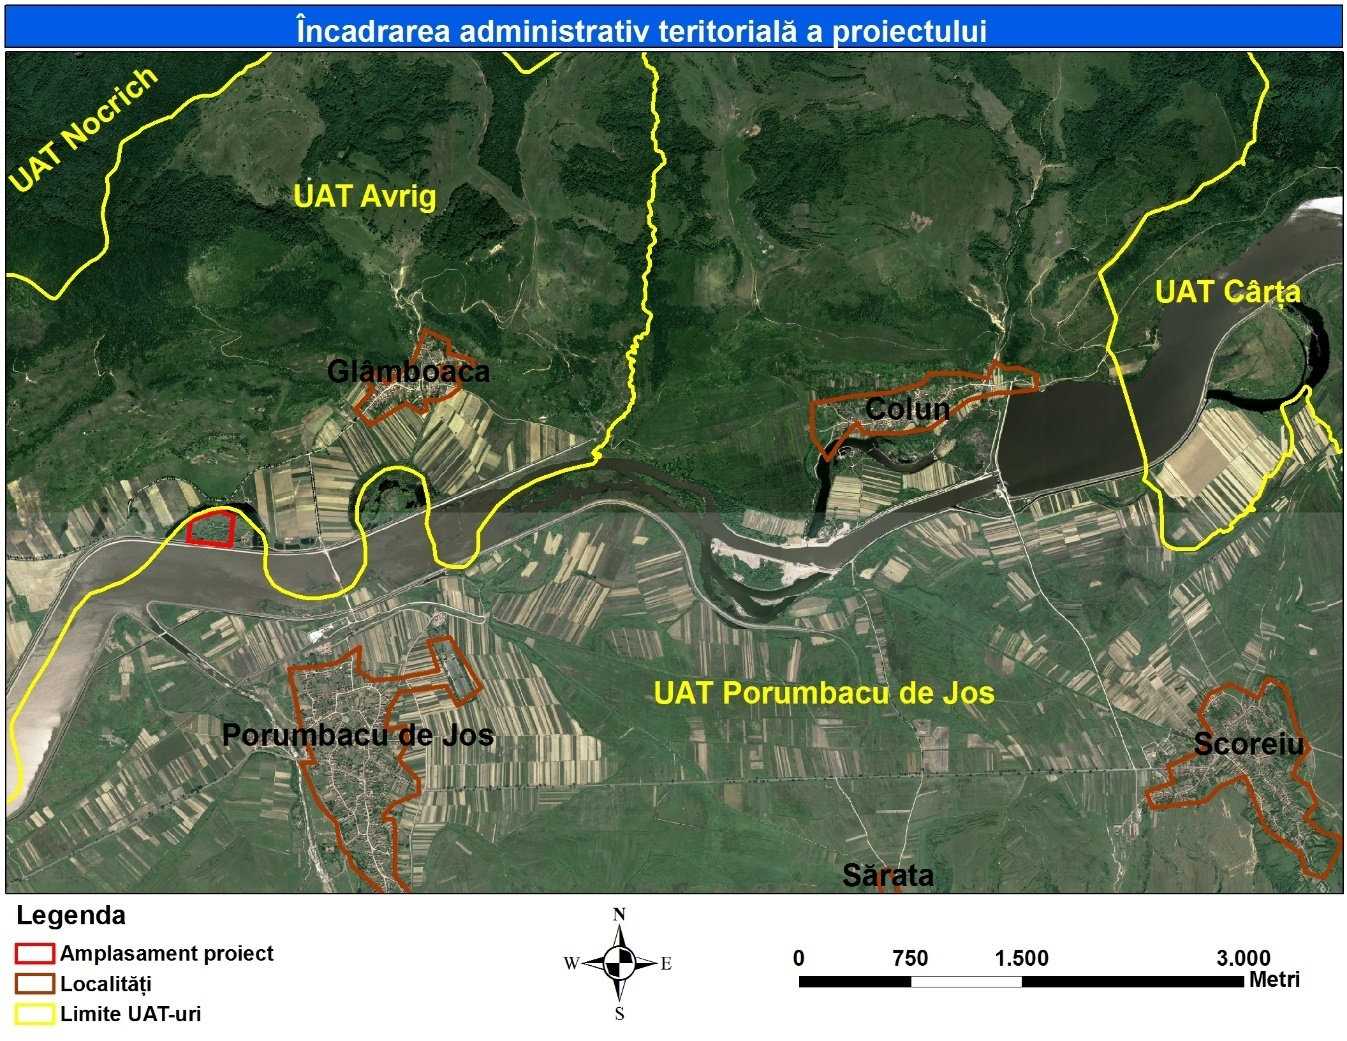 Încadrarea administrativ teritorială a proiectului
UAT Nocrich
UAT Avrig
UAT Cârța
Glâmboaca
Colun
UAT Porumbacu de Jos
Porumbacu de Jos
Scoreiu
Sărata
Legenda
Amplasament proiect
Localități
Limite UAT-uri
N
W E
S
0 750 1.500 3.000
Metri